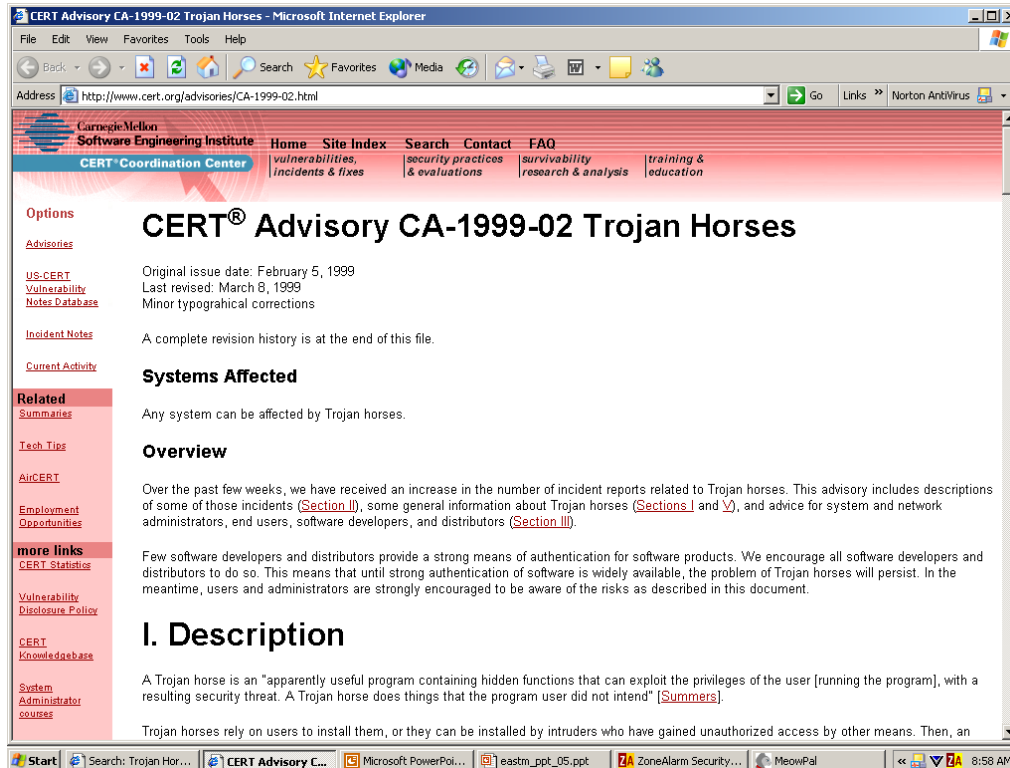 CERT Advisory CA-1999-02 Trojan Horses - Microsoft Internet Explorer
File Edit View Favorites Tools Help
Back Search Favorites Media
Address http://www.cert.org/advisories/CA-1999-02.html Go Links » Norton AntiVirus
CarnegieMellon
Software Engineering Institute
CERT® Coordination Center
Home Site Index Search Contact FAQ
vulnerabilities, incidents & fixes
security practices & evaluations
survivability research & analysis
training & education
Options
Advisories
US-CERT
Vulnerability
Notes Database
Incident Notes
Current Activity
Related
Summaries
Tech Tips
AirCERT
Employment
Opportunities
more links
CERT Statistics
Vulnerability
Disclosure Policy
CERT
Knowledgebase
System
Administrator
courses
CERT® Advisory CA-1999-02 Trojan Horses
Original issue date: February 5, 1999
Last revised: March 8, 1999
Minor typograhical corrections
A complete revision history is at the end of this file.
Systems Affected
Any system can be affected by Trojan horses.
Overview
Over the past few weeks, we have received an increase in the number of incident reports related to Trojan horses. This advisory includes descriptions
of some of those incidents (Section II), some general information about Trojan horses (Sections I and V), and advice for system and network
administrators, end users, software developers, and distributors (Section III).
Few software developers and distributors provide a strong means of authentication for software products. We encourage all software developers and
distributors to do so. This means that until strong authentication of software is widely available, the problem of Trojan horses will persist. In the
meantime, users and administrators are strongly encouraged to be aware of the risks as described in this document.
I. Description
A Trojan horse is an "apparently useful program containing hidden functions that can exploit the privileges of the user [running the program], with a
resulting security threat. A Trojan horse does things that the program user did not intend" [Summers].
Trojan horses rely on users to install them, or they can be installed by intruders who have gained unauthorized access by other means. Then, an
Start Search: Trojan Hor... CERT Advisory C... Microsoft PowerPoi... eastm_ppt_05.ppt ZoneAlarm Security... MeowPal « 8:58 AM